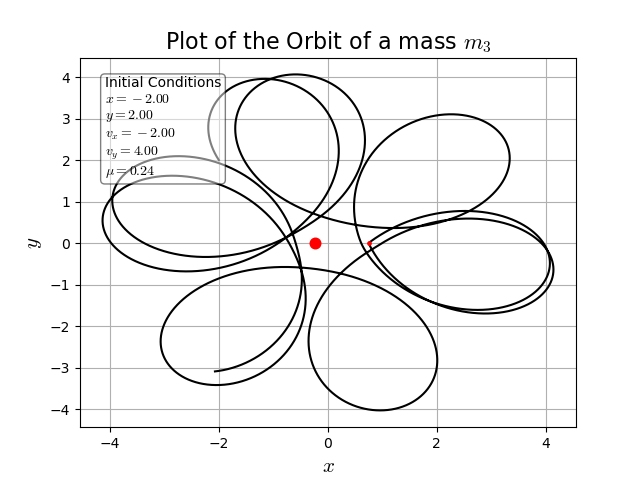 Plot of the Orbit of a mass m₃
Initial Conditions
x = −2.00
y = 2.00
vₓ = −2.00
v_y = 4.00
μ = 0.24
4
3
2
1
0
−1
−2
−3
−4
y
−4 −2 0 2 4
x